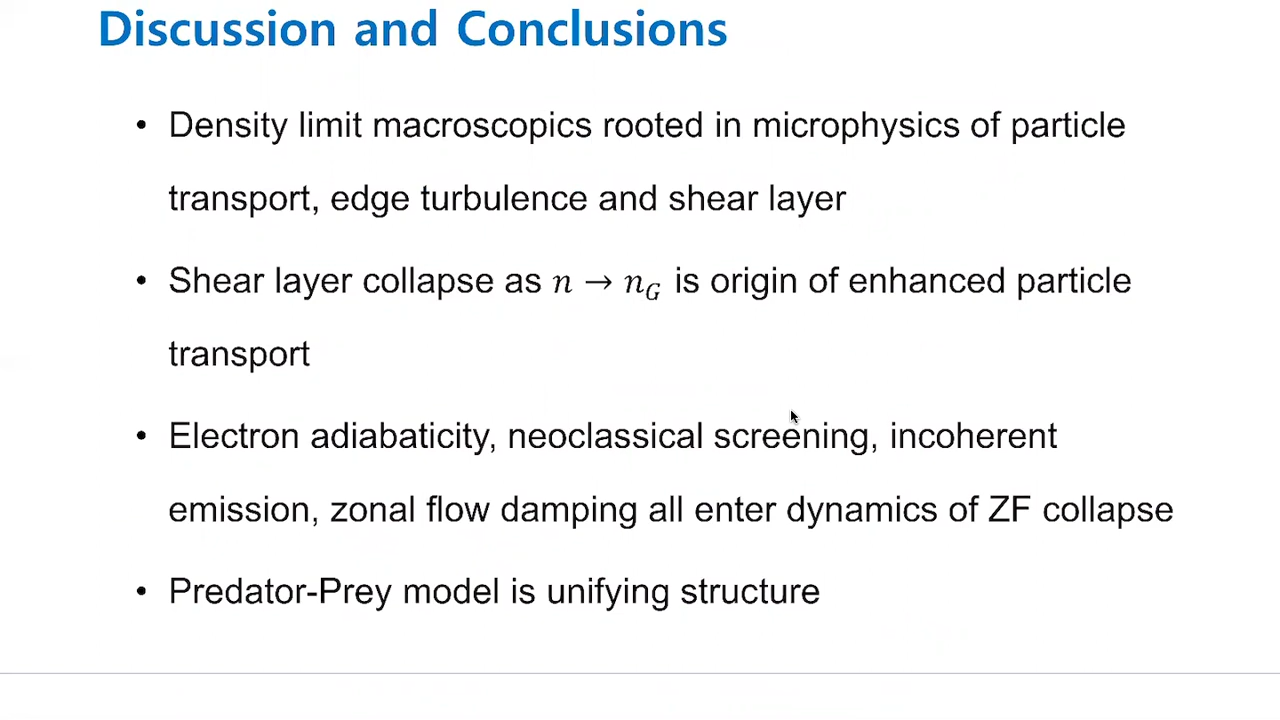 Discussion and Conclusions
• Density limit macroscopics rooted in microphysics of particle
transport, edge turbulence and shear layer
• Shear layer collapse as n → n_G is origin of enhanced particle
transport
• Electron adiabaticity, neoclassical screening, incoherent
emission, zonal flow damping all enter dynamics of ZF collapse
• Predator-Prey model is unifying structure